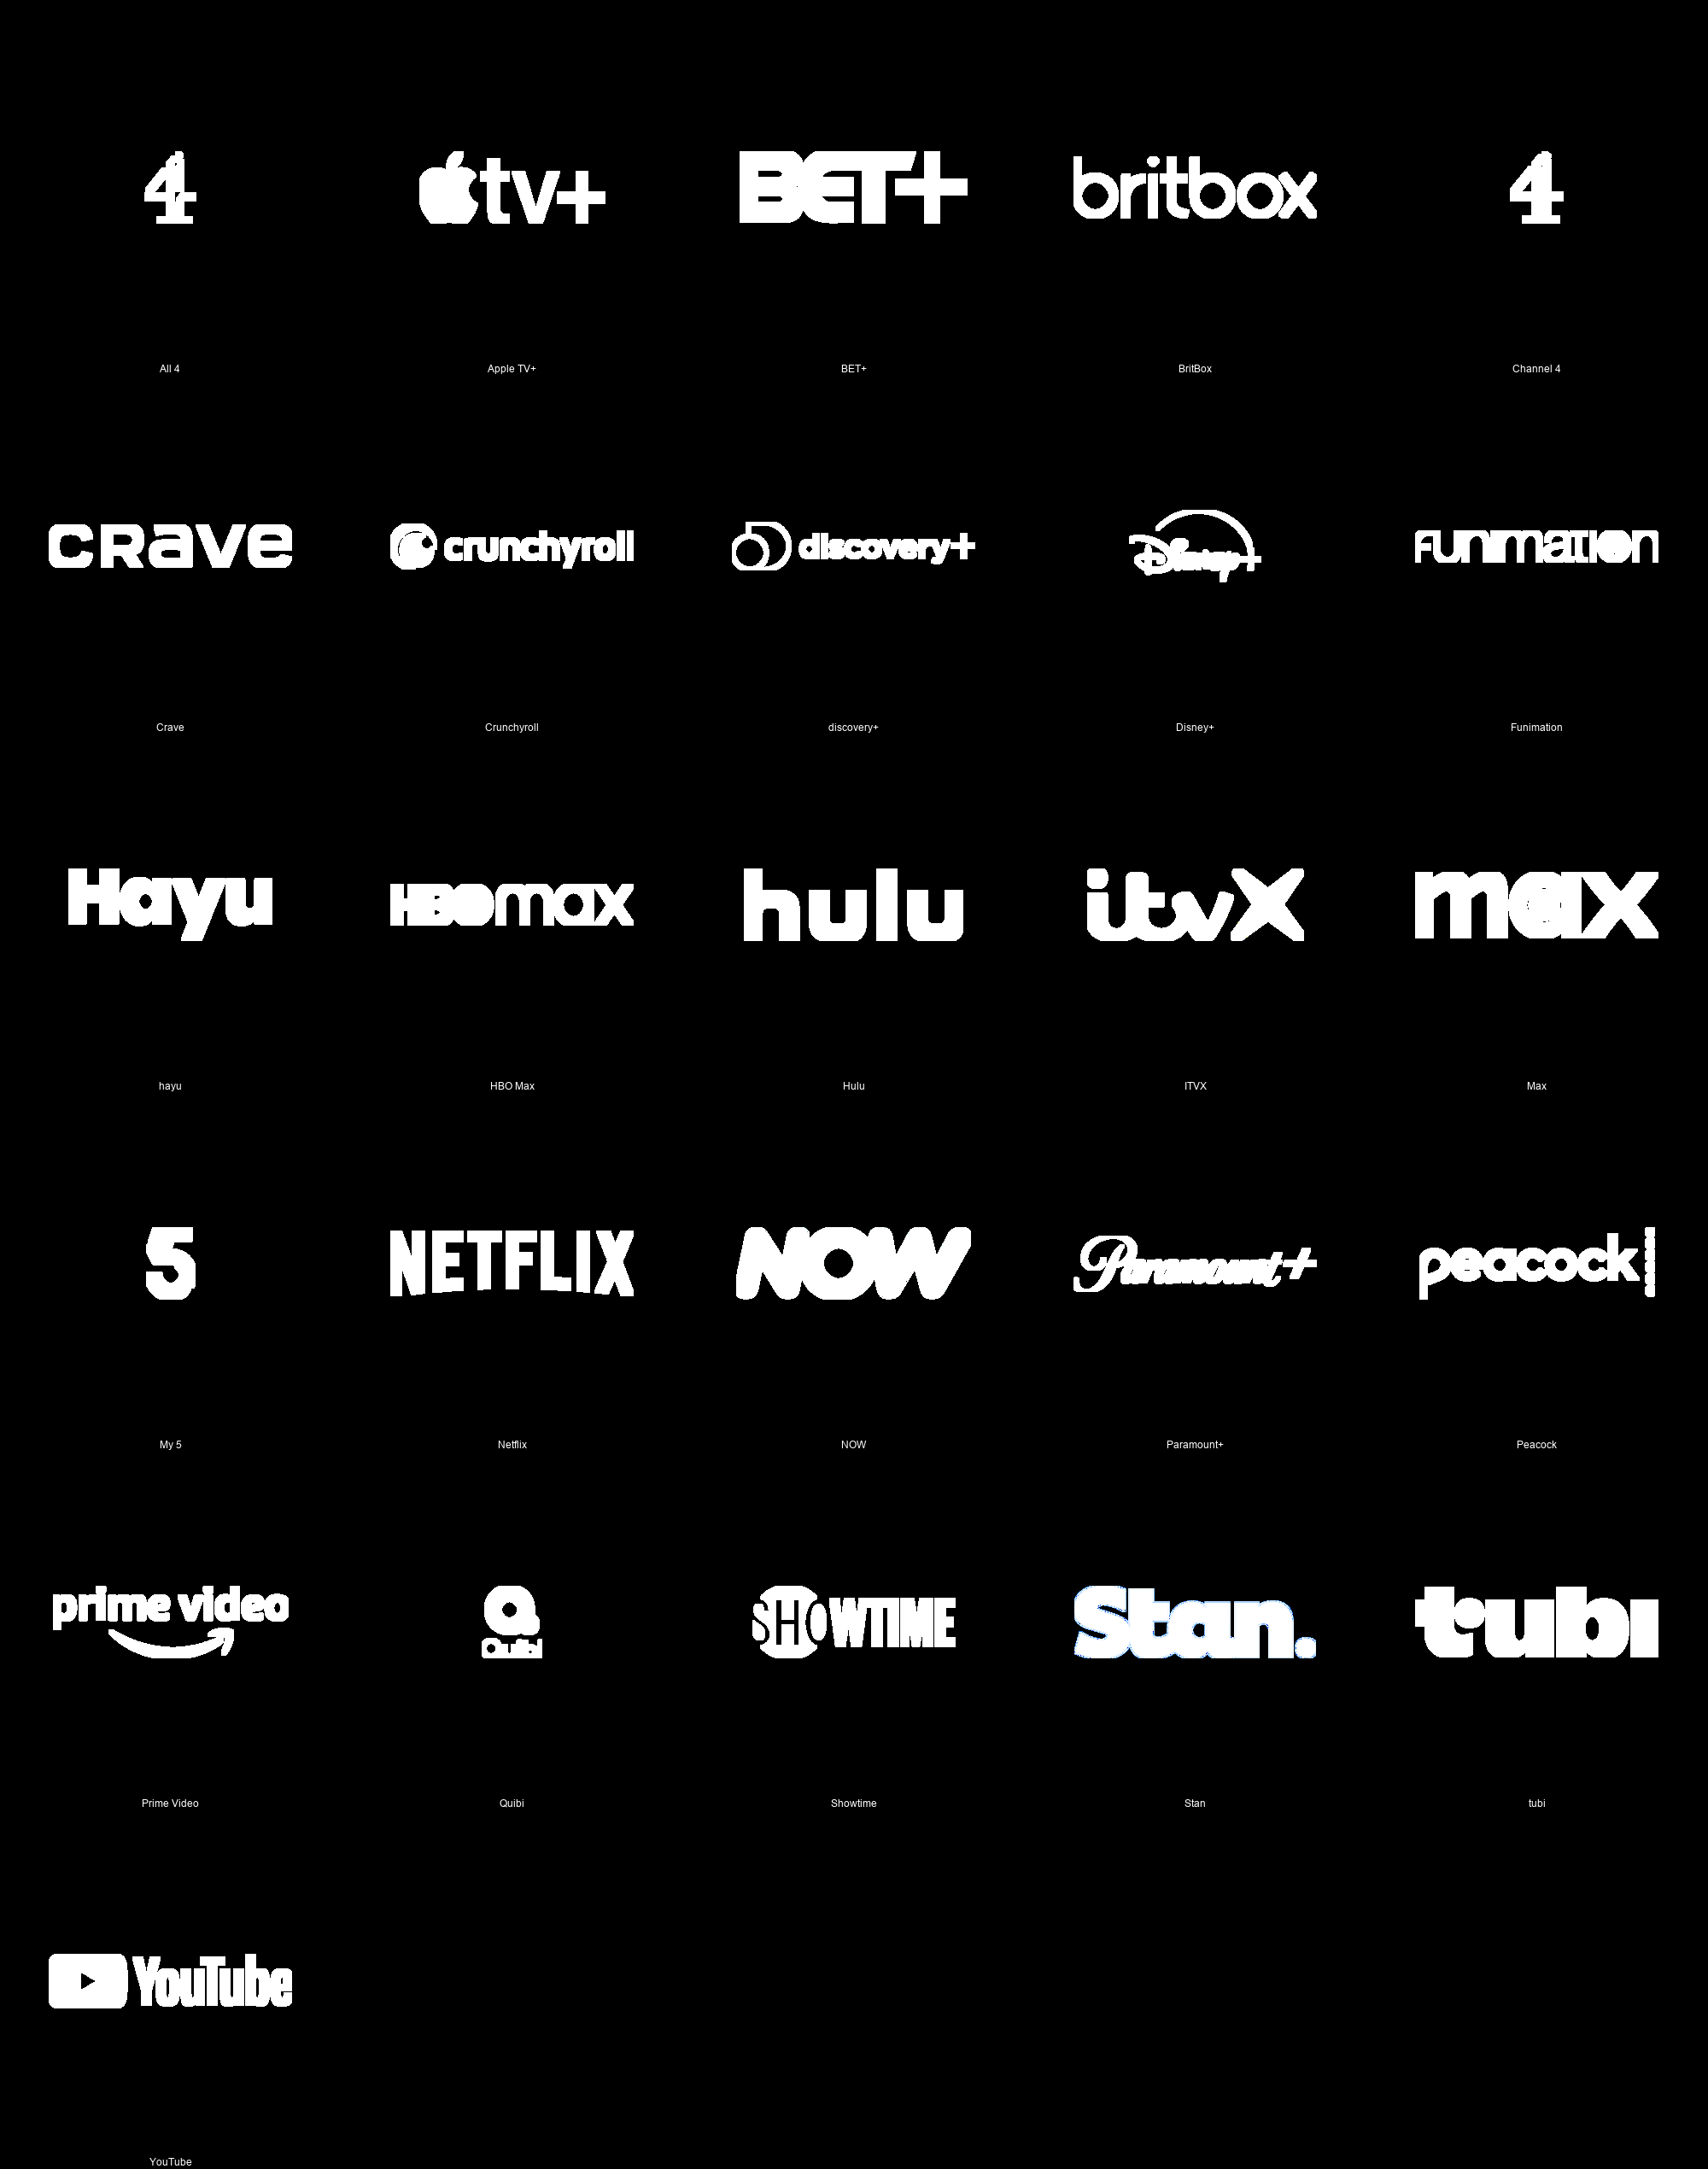 4 tv+ BET+ britbox 4
All 4 Apple TV+ BET+ BritBox Channel 4
CRAVE crunchyroll discovery+ Disney+ FUNIMATION
Crave Crunchyroll discovery+ Disney+ Funimation
Hayu HBOmax hulu itvX max
hayu HBO Max Hulu ITVX Max
5 NETFLIX NOW Paramount+ peacock
My 5 Netflix NOW Paramount+ Peacock
prime video Quibi SHOWTIME Stan. tubi
Prime Video Quibi Showtime Stan tubi
YouTube
YouTube